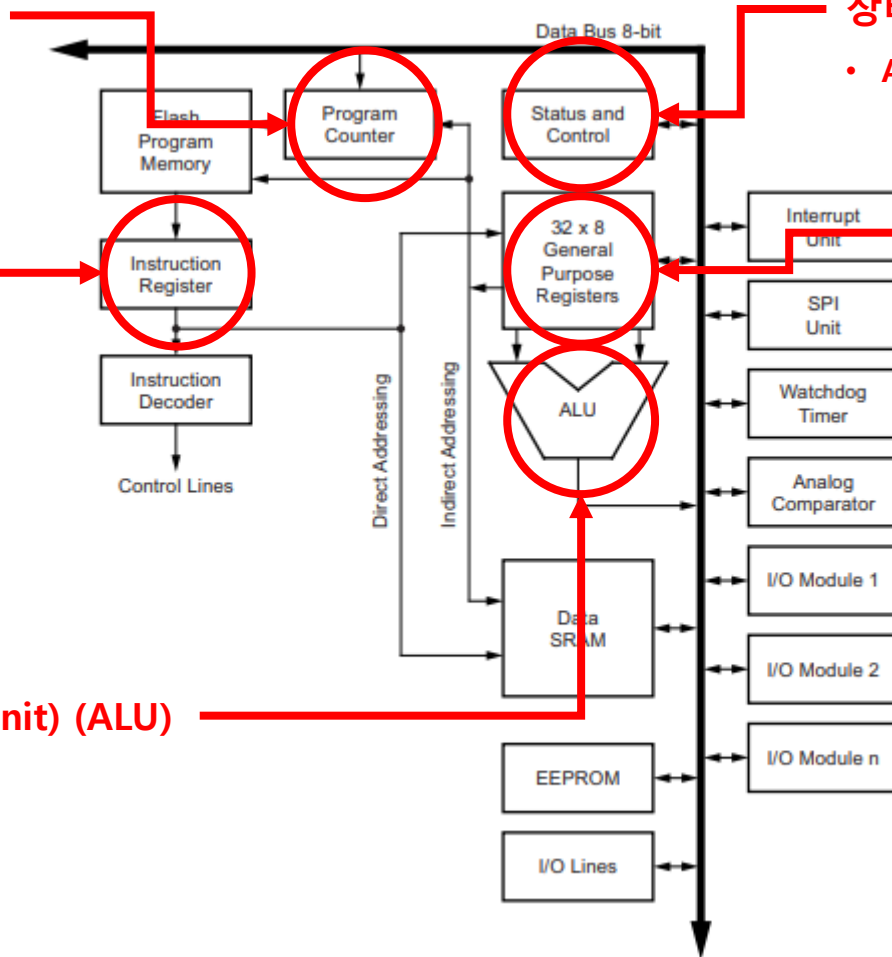 Data Bus 8-bit
Flash
Program
Memory
Program
Counter
Status and
Control
• A
Instruction
Register
32 x 8
General
Purpose
Registers
Interrupt
Unit
SPI
Unit
Instruction
Decoder
Direct Addressing
Indirect Addressing
ALU
Watchdog
Timer
Control Lines
Analog
Comparator
Data
SRAM
I/O Module 1
I/O Module 2
nit) (ALU)
I/O Module n
EEPROM
I/O Lines